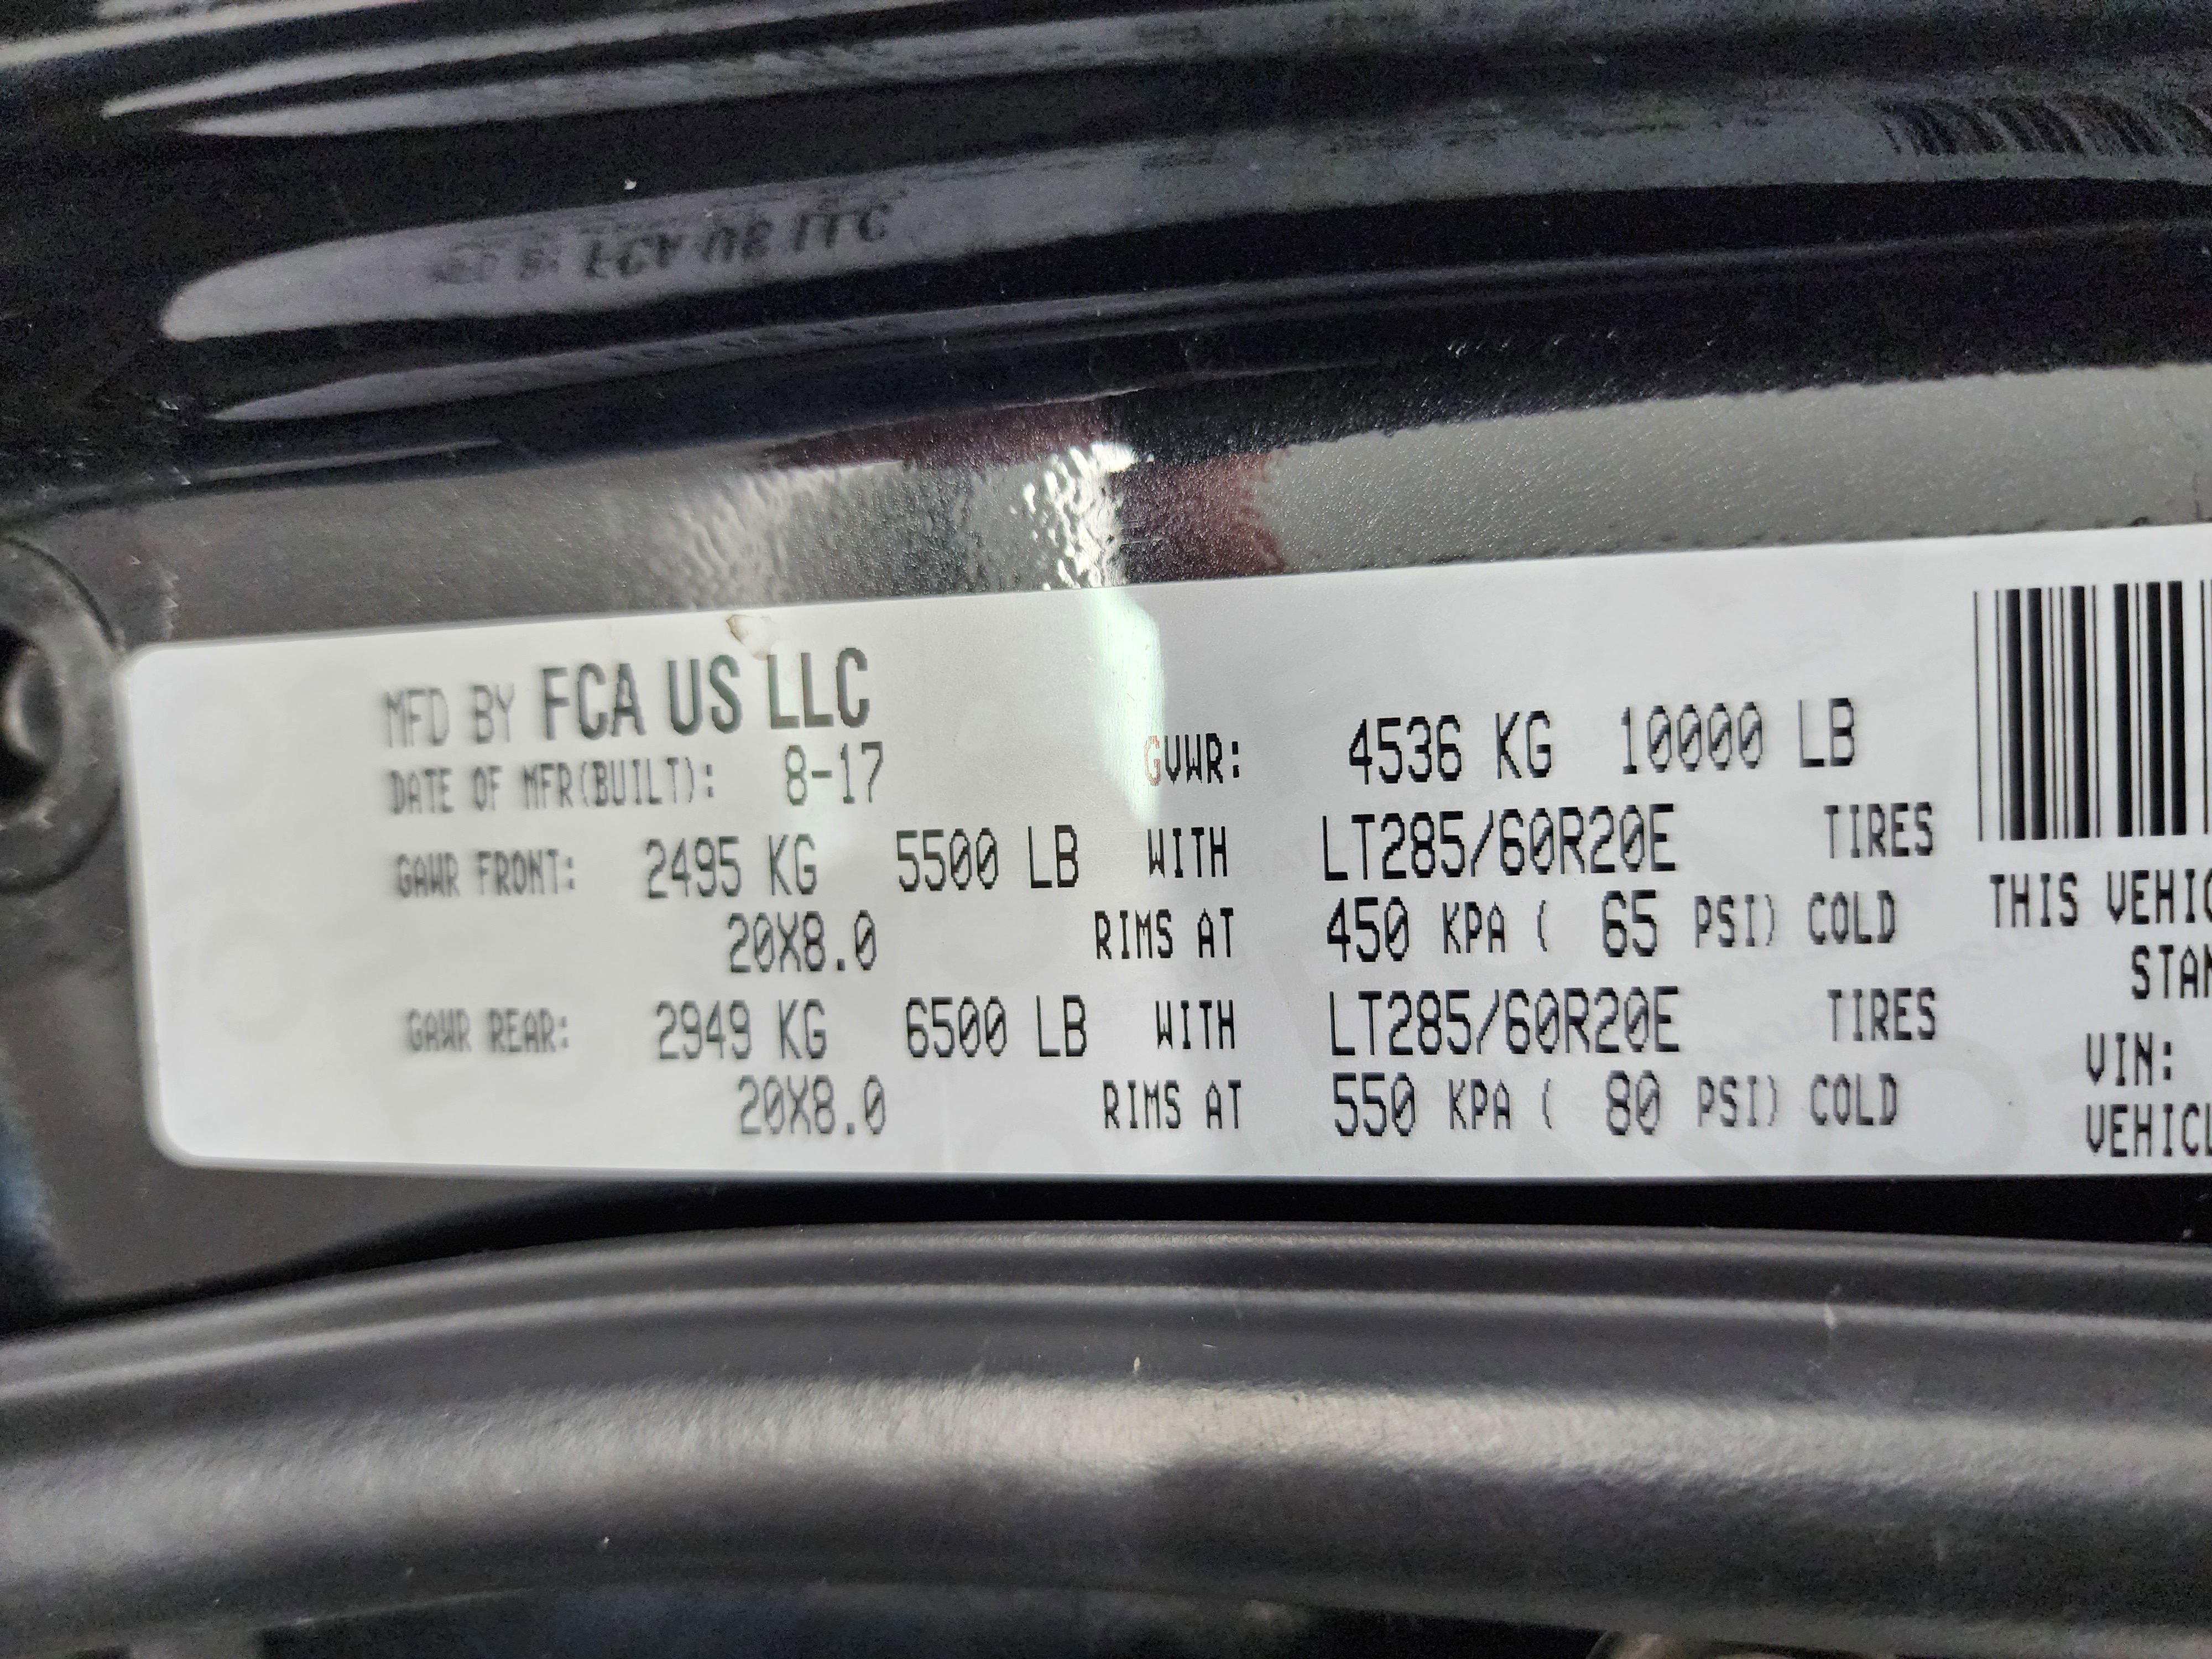 MFD BY FCA US LLC
DATE OF MFR(BUILT): 8-17
GVWR: 4536 KG 10000 LB
GAWR FRONT: 2495 KG 5500 LB WITH LT285/60R20E TIRES
20X8.0 RIMS AT 450 KPA ( 65 PSI) COLD
GAWR REAR: 2949 KG 6500 LB WITH LT285/60R20E TIRES
20X8.0 RIMS AT 550 KPA ( 80 PSI) COLD
THIS
VIN: